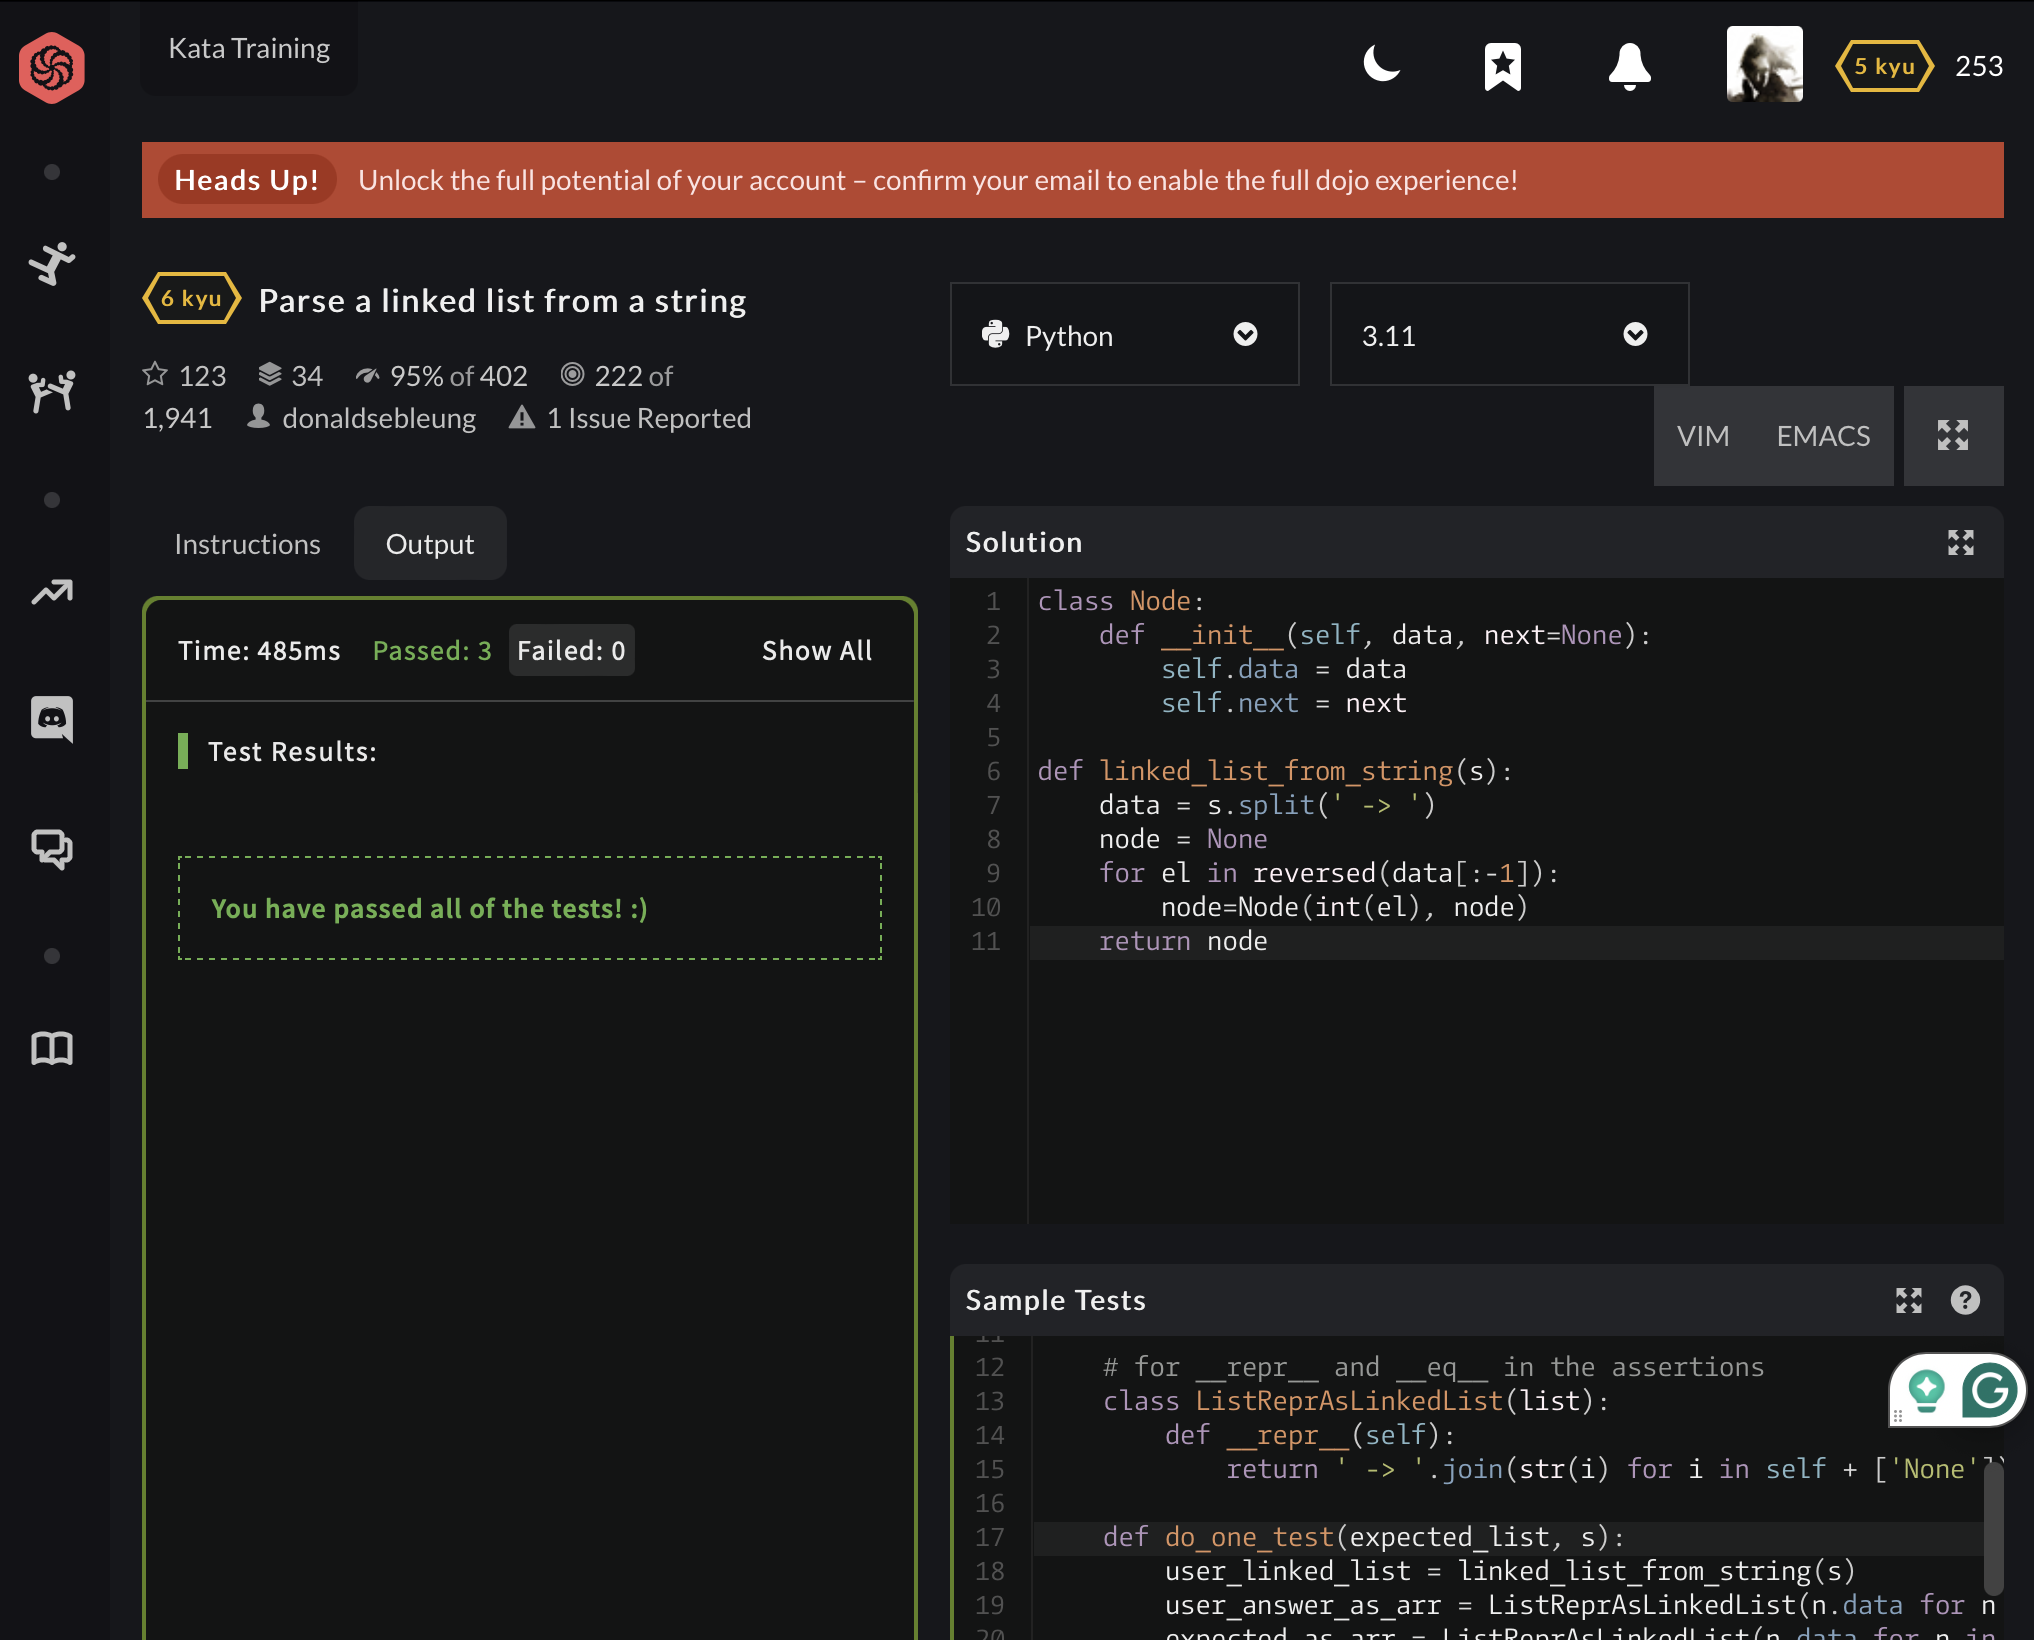 Kata Training
5 kyu 253
Heads Up! Unlock the full potential of your account – confirm your email to enable the full dojo experience!
6 kyu Parse a linked list from a string
123 34 95% of 402 222 of
1,941 donaldsebleung 1 Issue Reported
Python
3.11
VIM EMACS
Instructions
Output
Time: 485ms Passed: 3 Failed: 0 Show All
Test Results:
You have passed all of the tests! :)
Solution
1 class Node:
2     def __init__(self, data, next=None):
3         self.data = data
4         self.next = next
5
6 def linked_list_from_string(s):
7     data = s.split(' -> ')
8     node = None
9     for el in reversed(data[:-1]):
10         node=Node(int(el), node)
11     return node
Sample Tests
11
12     # for __repr__ and __eq__ in the assertions
13     class ListReprAsLinkedList(list):
14         def __repr__(self):
15             return ' -> '.join(str(i) for i in self + ['None'])
16
17     def do_one_test(expected_list, s):
18         user_linked_list = linked_list_from_string(s)
19         user_answer_as_arr = ListReprAsLinkedList(n.data for n
20         expected_as_arr = ListReprAsLinkedList(n.data for n in